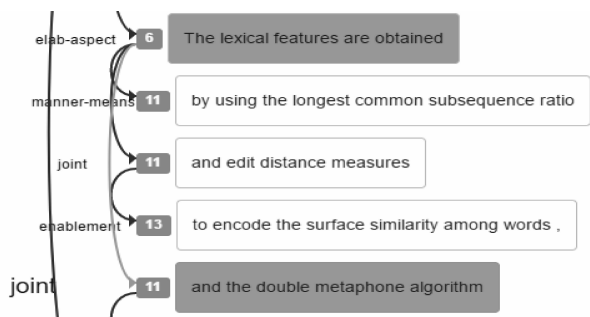 elab-aspect 6 The lexical features are obtained
manner-means 11 by using the longest common subsequence ratio
joint 11 and edit distance measures
enablement 13 to encode the surface similarity among words ,
joint 11 and the double metaphone algorithm